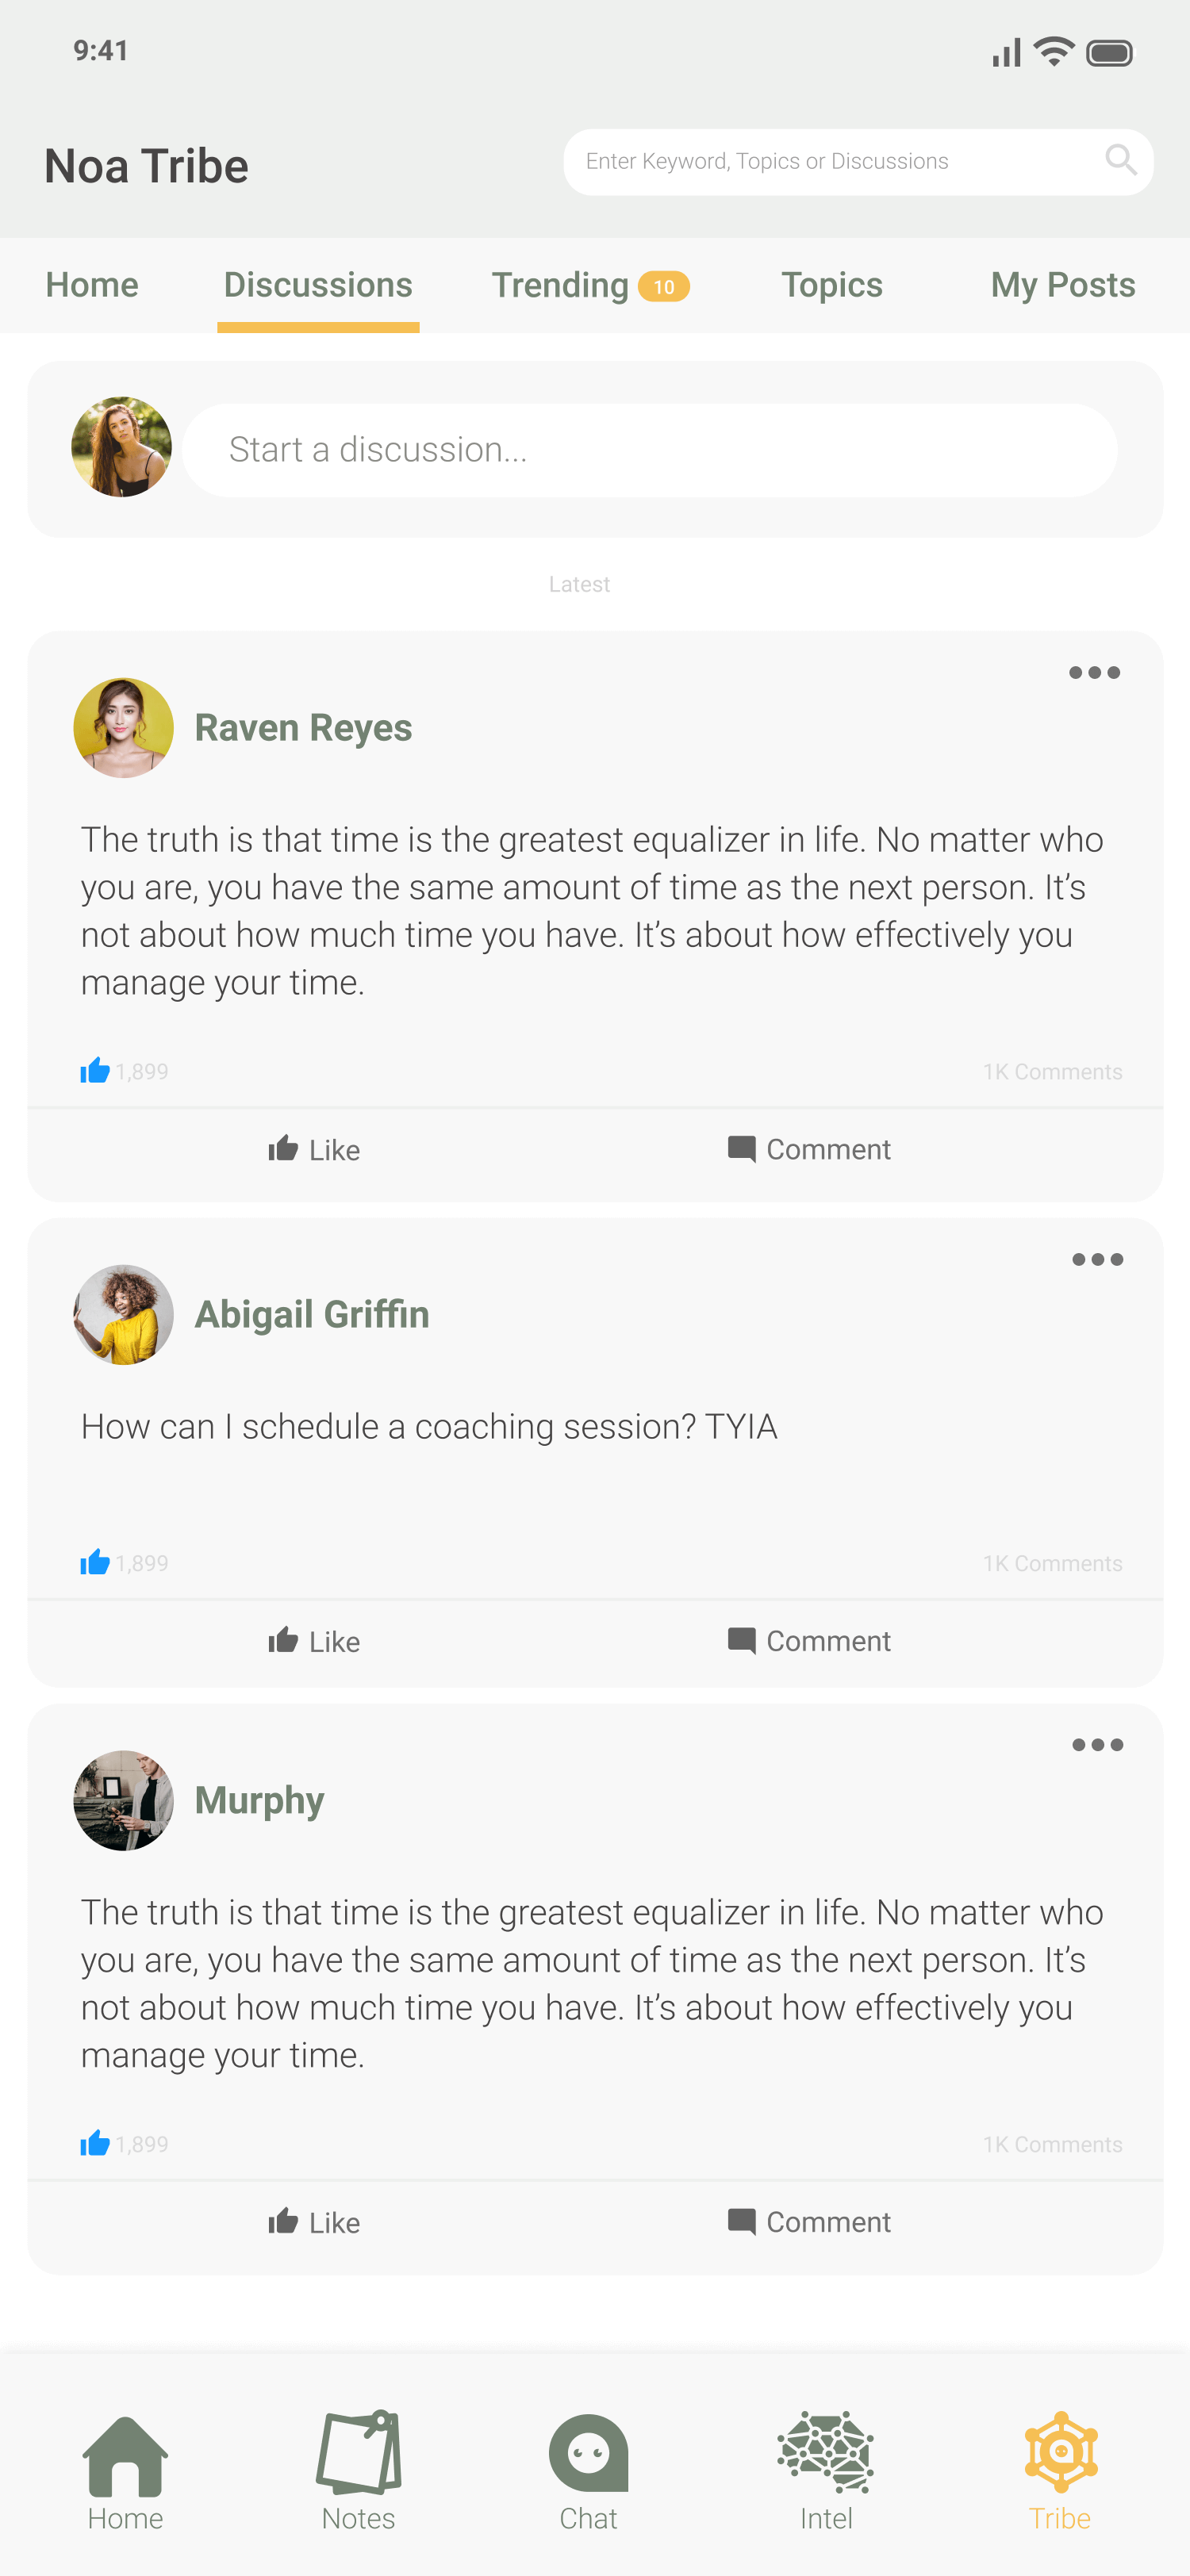 9:41
Noa Tribe
Enter Keyword, Topics or Discussions
Home Discussions Trending 10 Topics My Posts
Start a discussion...
Latest
Raven Reyes
The truth is that time is the greatest equalizer in life. No matter who
you are, you have the same amount of time as the next person. It’s
not about how much time you have. It’s about how effectively you
manage your time.
1,899 1K Comments
Like Comment
Abigail Griffin
How can I schedule a coaching session? TYIA
1,899 1K Comments
Like Comment
Murphy
The truth is that time is the greatest equalizer in life. No matter who
you are, you have the same amount of time as the next person. It’s
not about how much time you have. It’s about how effectively you
manage your time.
1,899 1K Comments
Like Comment
Home Notes Chat Intel Tribe